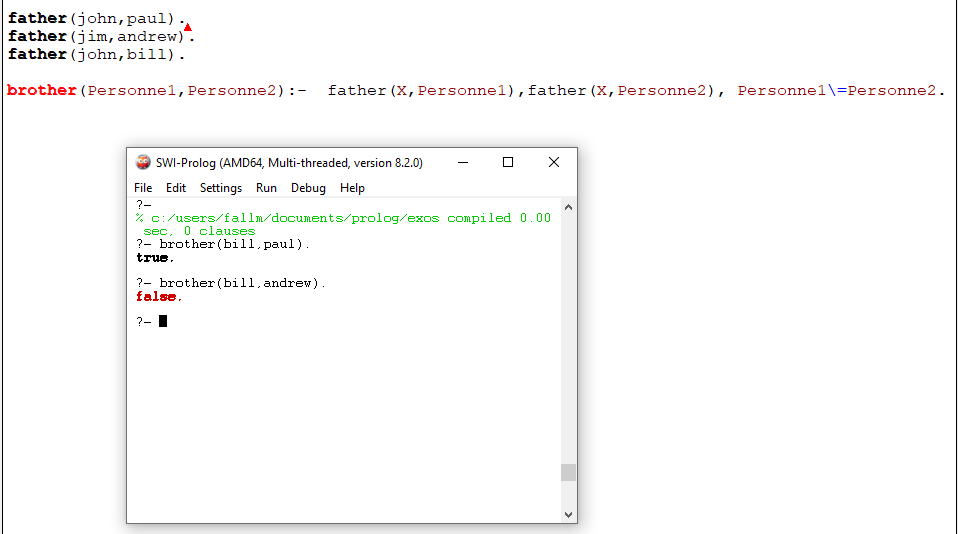 father(john,paul).
father(jim,andrew).
father(john,bill).
brother(Personne1,Personne2):-  father(X,Personne1),father(X,Personne2), Personne1\=Personne2.
SWI-Prolog (AMD64, Multi-threaded, version 8.2.0)
File Edit Settings Run Debug Help
?-
% c:/users/fallm/documents/prolog/exos compiled 0.00
sec, 0 clauses
?- brother(bill,paul).
true.
?- brother(bill,andrew).
false.
?-